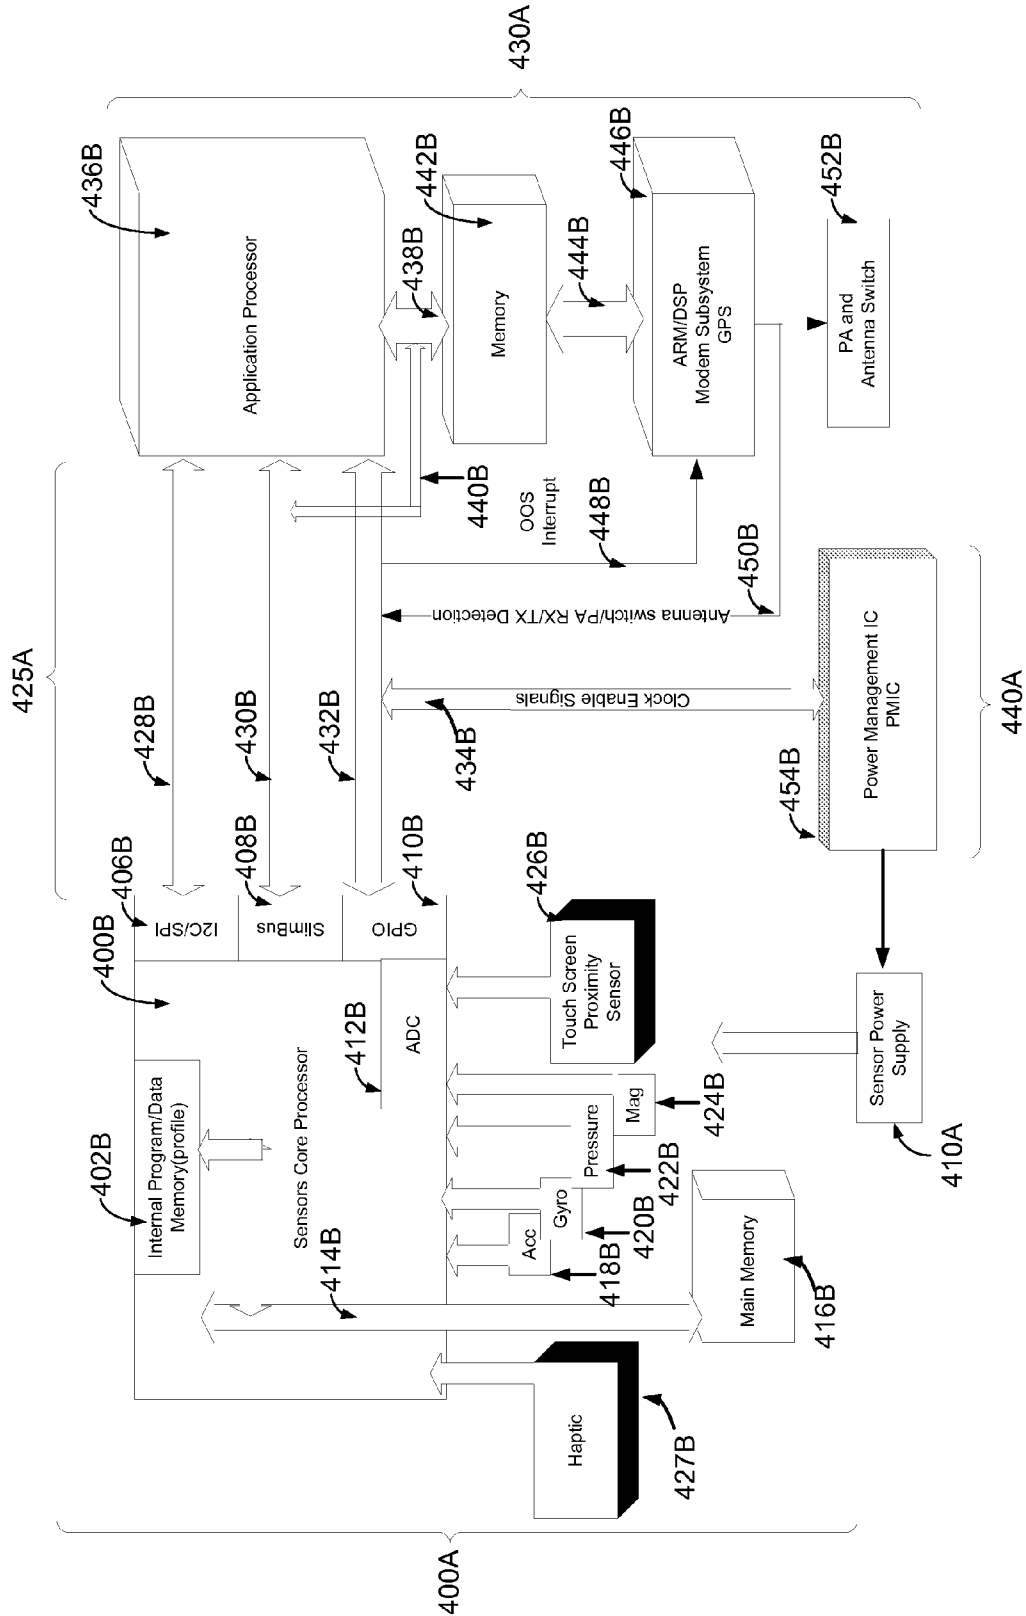 400A
425A
430A
440A
410A
436B
Application Processor
438B
440B
442B
Memory
444B
446B
ARM/DSP
Modem Subsystem
GPS
OOS
Interrupt
448B
450B
452B
PA and
Antenna Switch
Antenna switch/PA RX/TX Detection
Clock Enable Signals
434B
428B
430B
432B
454B
Power Management IC
PMIC
406B
I2C/SPI
408B
SlimBus
410B
GPIO
400B
Sensors Core Processor
402B
Internal Program/Data
Memory(profile)
412B
ADC
414B
426B
Touch Screen
Proximity
Sensor
Mag
424B
Pressure
422B
Gyro
420B
Acc
418B
Sensor Power
Supply
Main Memory
416B
Haptic
427B